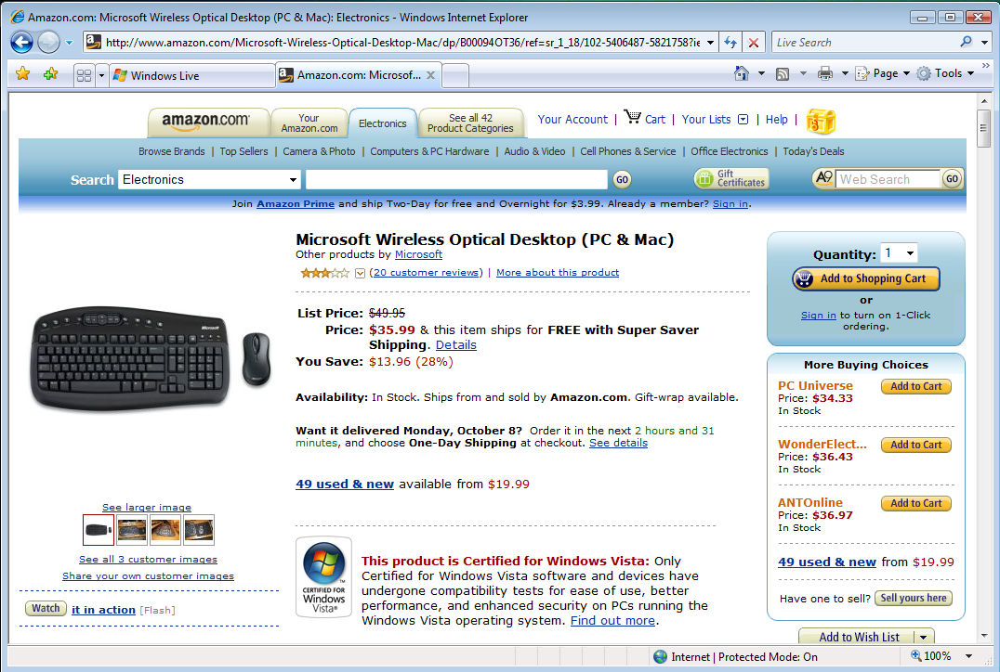 Amazon.com: Microsoft Wireless Optical Desktop (PC & Mac): Electronics - Windows Internet Explorer
http://www.amazon.com/Microsoft-Wireless-Optical-Desktop-Mac/dp/B00094OT36/ref=sr_1_18/102-5406487-5821758?ie
Live Search
Windows Live
Amazon.com: Microsof...
Page
Tools
amazon.com
Your
Amazon.com
Electronics
See all 42
Product Categories
Your Account | Cart | Your Lists | Help |
Browse Brands | Top Sellers | Camera & Photo | Computers & PC Hardware | Audio & Video | Cell Phones & Service | Office Electronics | Today's Deals
Search Electronics GO
Gift
Certificates
A9 Web Search GO
Join Amazon Prime and ship Two-Day for free and Overnight for $3.99. Already a member? Sign in.
Microsoft Wireless Optical Desktop (PC & Mac)
Other products by Microsoft
(20 customer reviews) | More about this product
List Price: $49.95
Price: $35.99 & this item ships for FREE with Super Saver
Shipping. Details
You Save: $13.96 (28%)
Availability: In Stock. Ships from and sold by Amazon.com. Gift-wrap available.
Want it delivered Monday, October 8? Order it in the next 2 hours and 31
minutes, and choose One-Day Shipping at checkout. See details
49 used & new available from $19.99
Microsoft
See larger image
See all 3 customer images
Share your own customer images
Watch it in action [Flash]
CERTIFIED FOR
Windows
Vista
This product is Certified for Windows Vista: Only
Certified for Windows Vista software and devices have
undergone compatibility tests for ease of use, better
performance, and enhanced security on PCs running the
Windows Vista operating system. Find out more.
Quantity: 1
Add to Shopping Cart
or
Sign in to turn on 1-Click
ordering.
More Buying Choices
PC Universe Add to Cart
Price: $34.33
In Stock
WonderElect... Add to Cart
Price: $36.43
In Stock
ANTOnline Add to Cart
Price: $36.97
In Stock
49 used & new from $19.99
Have one to sell? Sell yours here
Add to Wish List
Internet | Protected Mode: On
100%